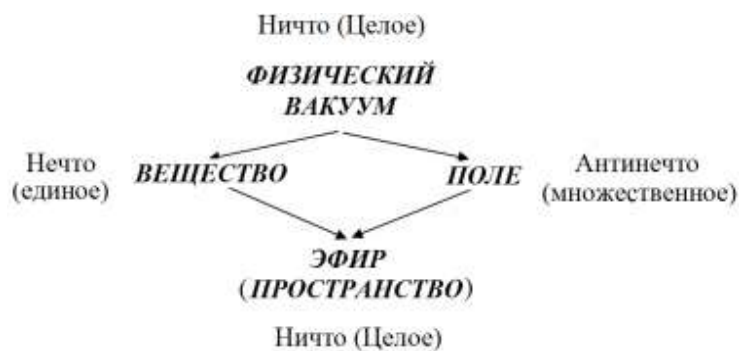 Ничто (Целое)
ФИЗИЧЕСКИЙ
ВАКУУМ
Нечто
(единое)
ВЕЩЕСТВО
ПОЛЕ
Антинечто
(множественное)
ЭФИР
(ПРОСТРАНСТВО)
Ничто (Целое)